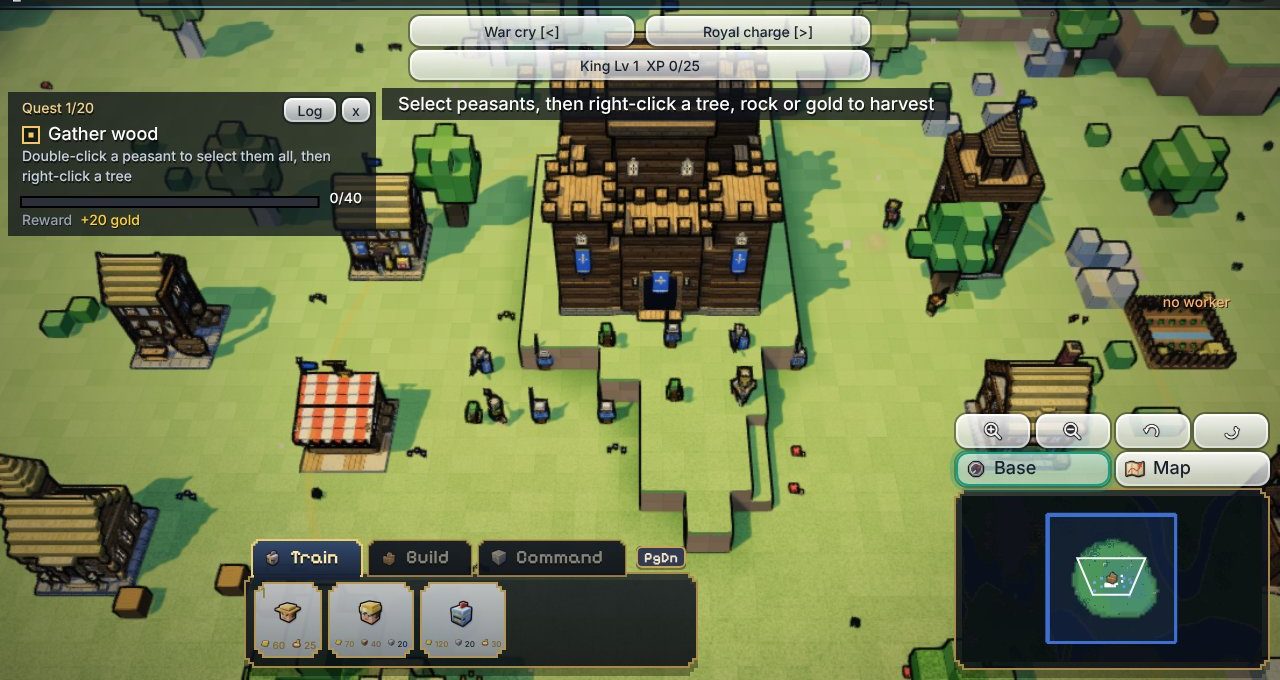 War cry [<]
Royal charge [>]
King Lv 1 XP 0/25
Select peasants, then right-click a tree, rock or gold to harvest
Quest 1/20
Log
x
Gather wood
Double-click a peasant to select them all, then
right-click a tree
0/40
Reward +20 gold
no worker
Base
Map
Train
Build
Command
PgDn
60 25
70 40 20
120 20 30